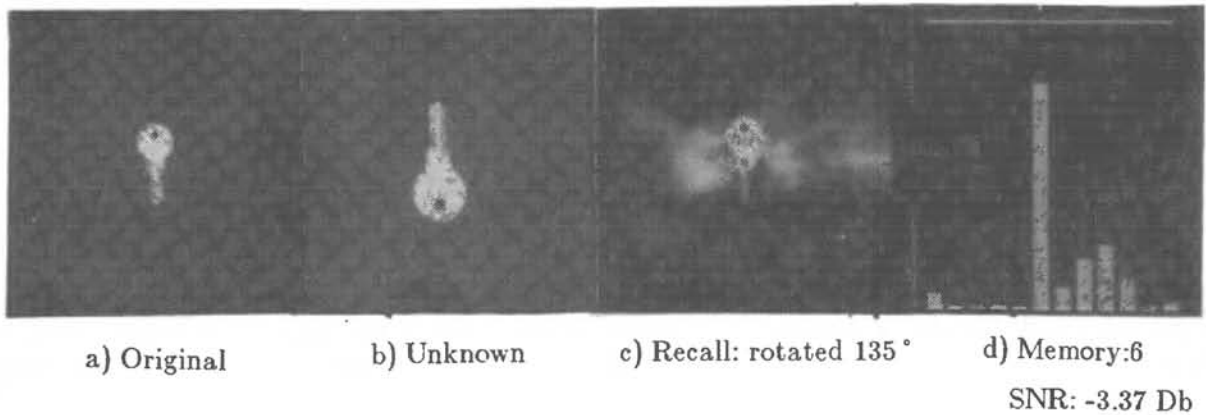 a) Original
b) Unknown
c) Recall: rotated 135°
d) Memory:6
SNR: -3.37 Db